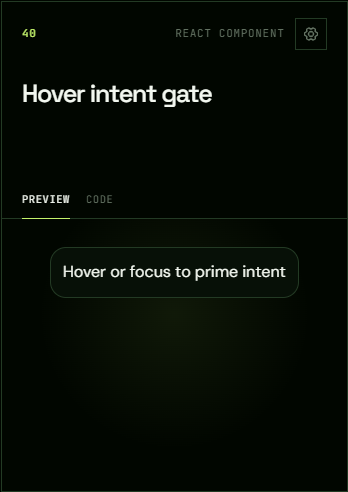 40
REACT COMPONENT
Hover intent gate
PREVIEW CODE
Hover or focus to prime intent